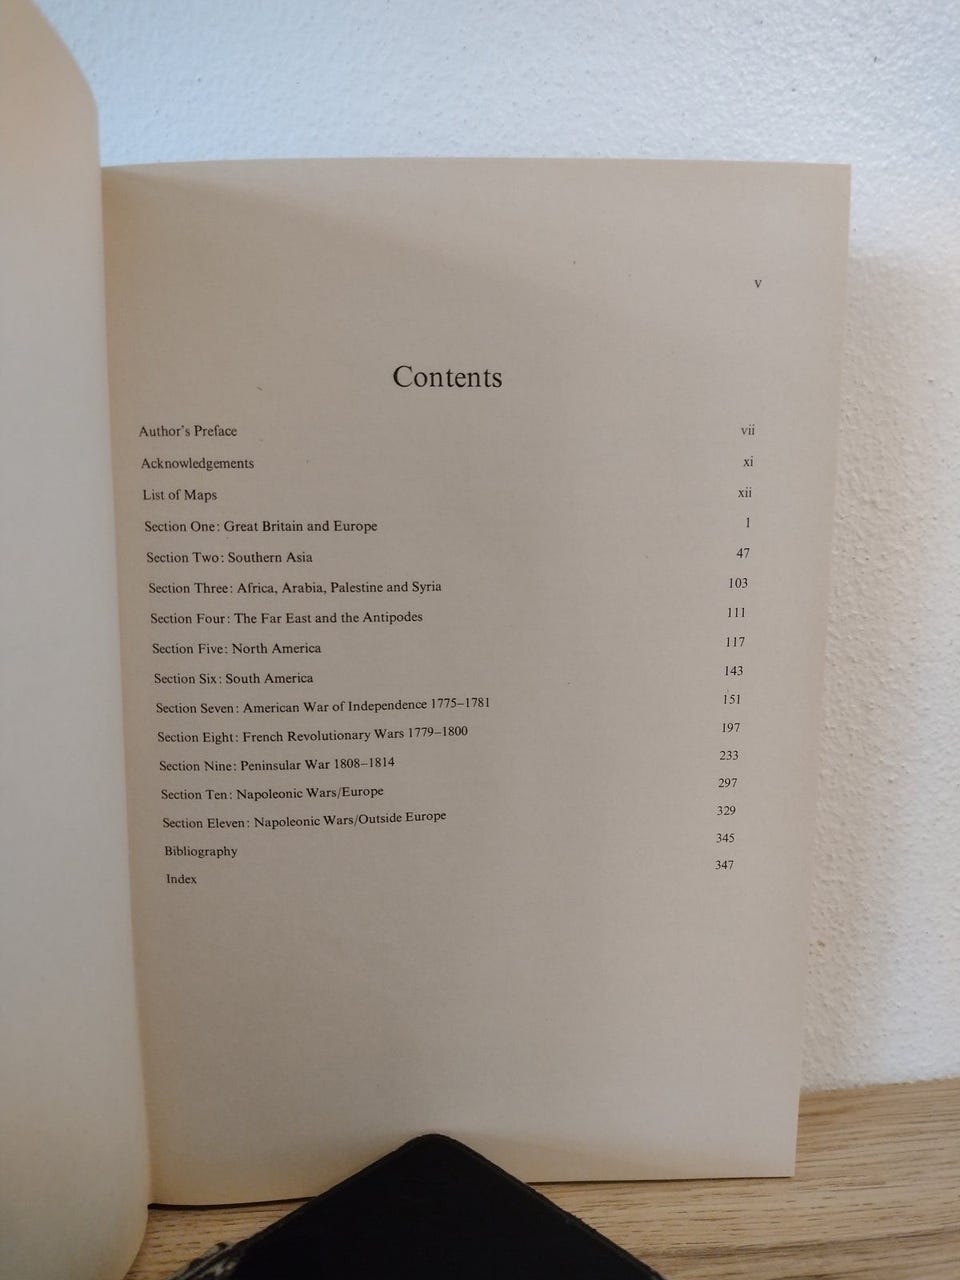 v
Contents
Author's Preface vii
Acknowledgements xi
List of Maps xii
Section One: Great Britain and Europe 1
Section Two: Southern Asia 47
Section Three: Africa, Arabia, Palestine and Syria 103
Section Four: The Far East and the Antipodes 111
Section Five: North America 117
Section Six: South America 143
Section Seven: American War of Independence 1775–1781 151
Section Eight: French Revolutionary Wars 1779–1800 197
Section Nine: Peninsular War 1808–1814 233
Section Ten: Napoleonic Wars/Europe 297
Section Eleven: Napoleonic Wars/Outside Europe 329
Bibliography 345
Index 347